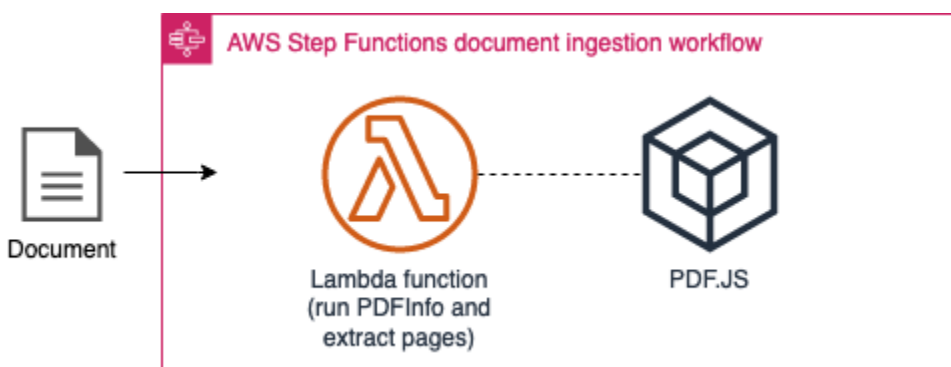 AWS Step Functions document ingestion workflow
Document
Lambda function
(run PDFInfo and
extract pages)
PDF.JS